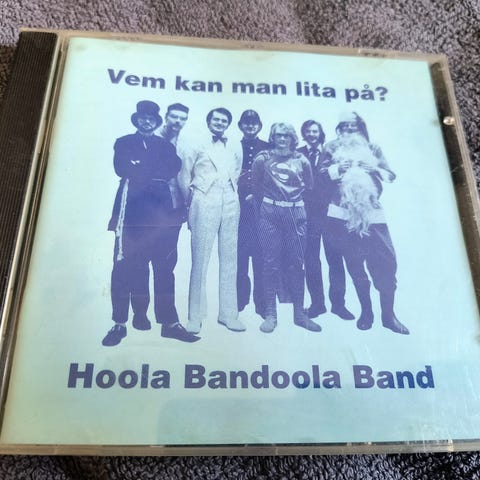 Vem kan man lita på?
Hoola Bandoola Band